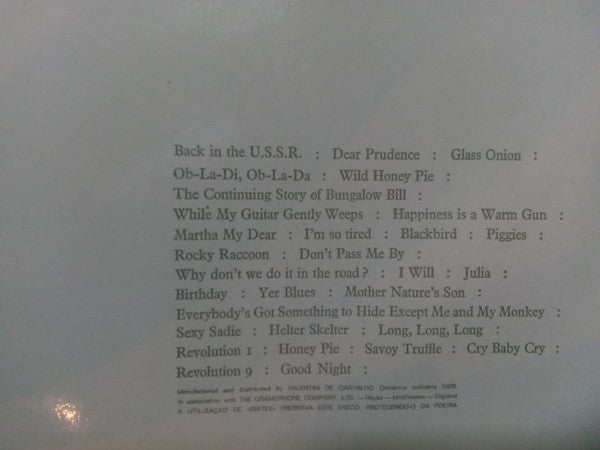 Back in the U.S.S.R. : Dear Prudence : Glass Onion :
Ob-La-Di, Ob-La-Da : Wild Honey Pie :
The Continuing Story of Bungalow Bill :
While My Guitar Gently Weeps : Happiness is a Warm Gun :
Martha My Dear : I'm so tired : Blackbird : Piggies :
Rocky Raccoon : Don't Pass Me By :
Why don't we do it in the road? : I Will : Julia :
Birthday : Yer Blues : Mother Nature's Son :
Everybody's Got Something to Hide Except Me and My Monkey :
Sexy Sadie : Helter Skelter : Long, Long, Long :
Revolution 1 : Honey Pie : Savoy Truffle : Cry Baby Cry :
Revolution 9 : Good Night :
Manufactured and distributed by VALENTIM DE CARVALHO Comércio Indústria SARL
in association with THE GRAMOPHONE COMPANY, LTD. — Hayes — Middlesex — England
A UTILIZAÇÃO DE «EMITEX» PRESERVA ESTE DISCO, PROTEGENDO-O DA POEIRA